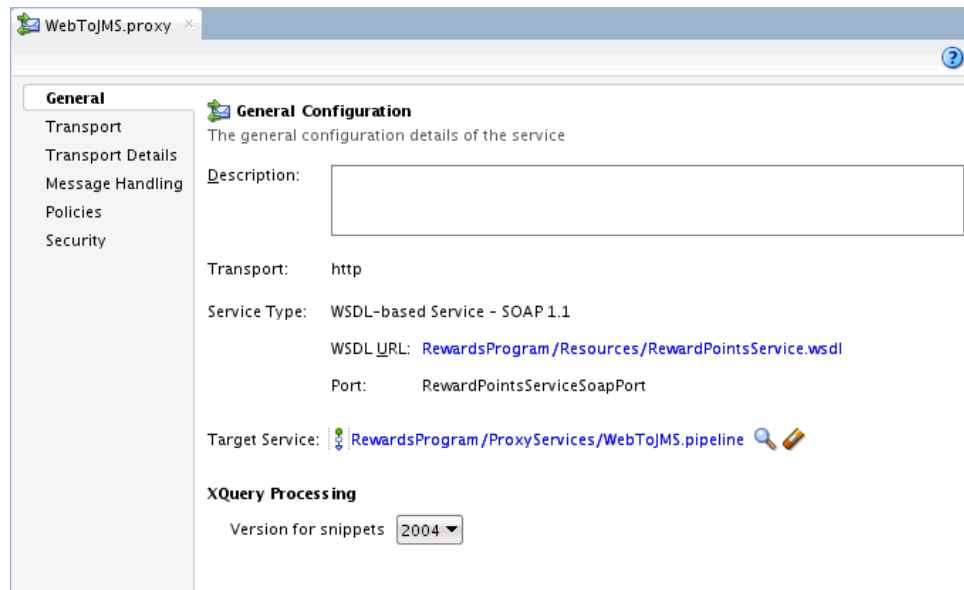 WebToJMS.proxy ×
?
General
Transport
Transport Details
Message Handling
Policies
Security
General Configuration
The general configuration details of the service
Description:
Transport: http
Service Type: WSDL-based Service - SOAP 1.1
WSDL URL: RewardsProgram/Resources/RewardPointsService.wsdl
Port: RewardPointsServiceSoapPort
Target Service: RewardsProgram/ProxyServices/WebToJMS.pipeline
XQuery Processing
Version for snippets 2004